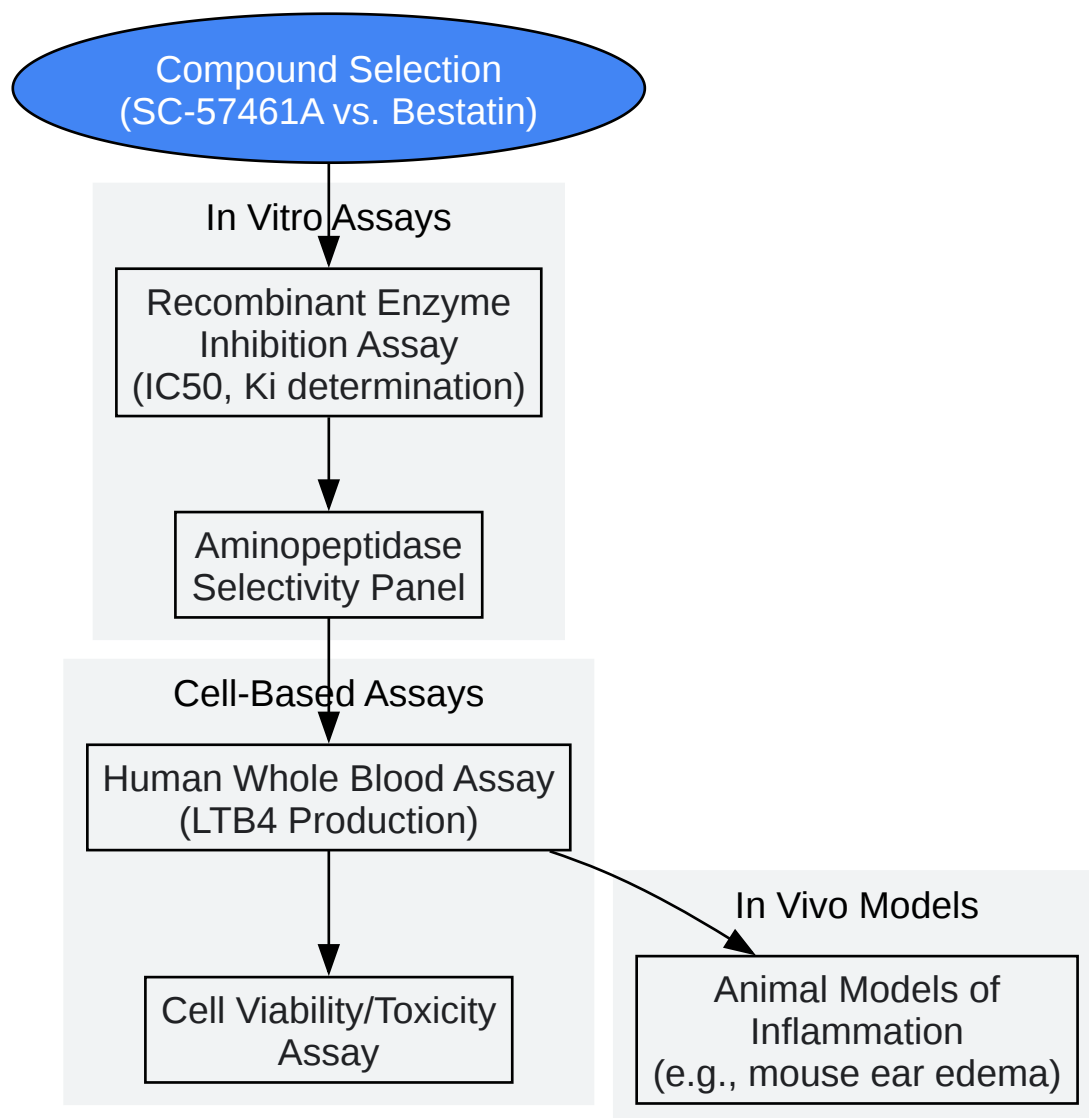 Compound Selection
(SC-57461A vs. Bestatin)
In Vitro Assays
Recombinant Enzyme
Inhibition Assay
(IC50, Ki determination)
Aminopeptidase
Selectivity Panel
Cell-Based Assays
Human Whole Blood Assay
(LTB4 Production)
In Vivo Models
Cell Viability/Toxicity
Assay
Animal Models of
Inflammation
(e.g., mouse ear edema)